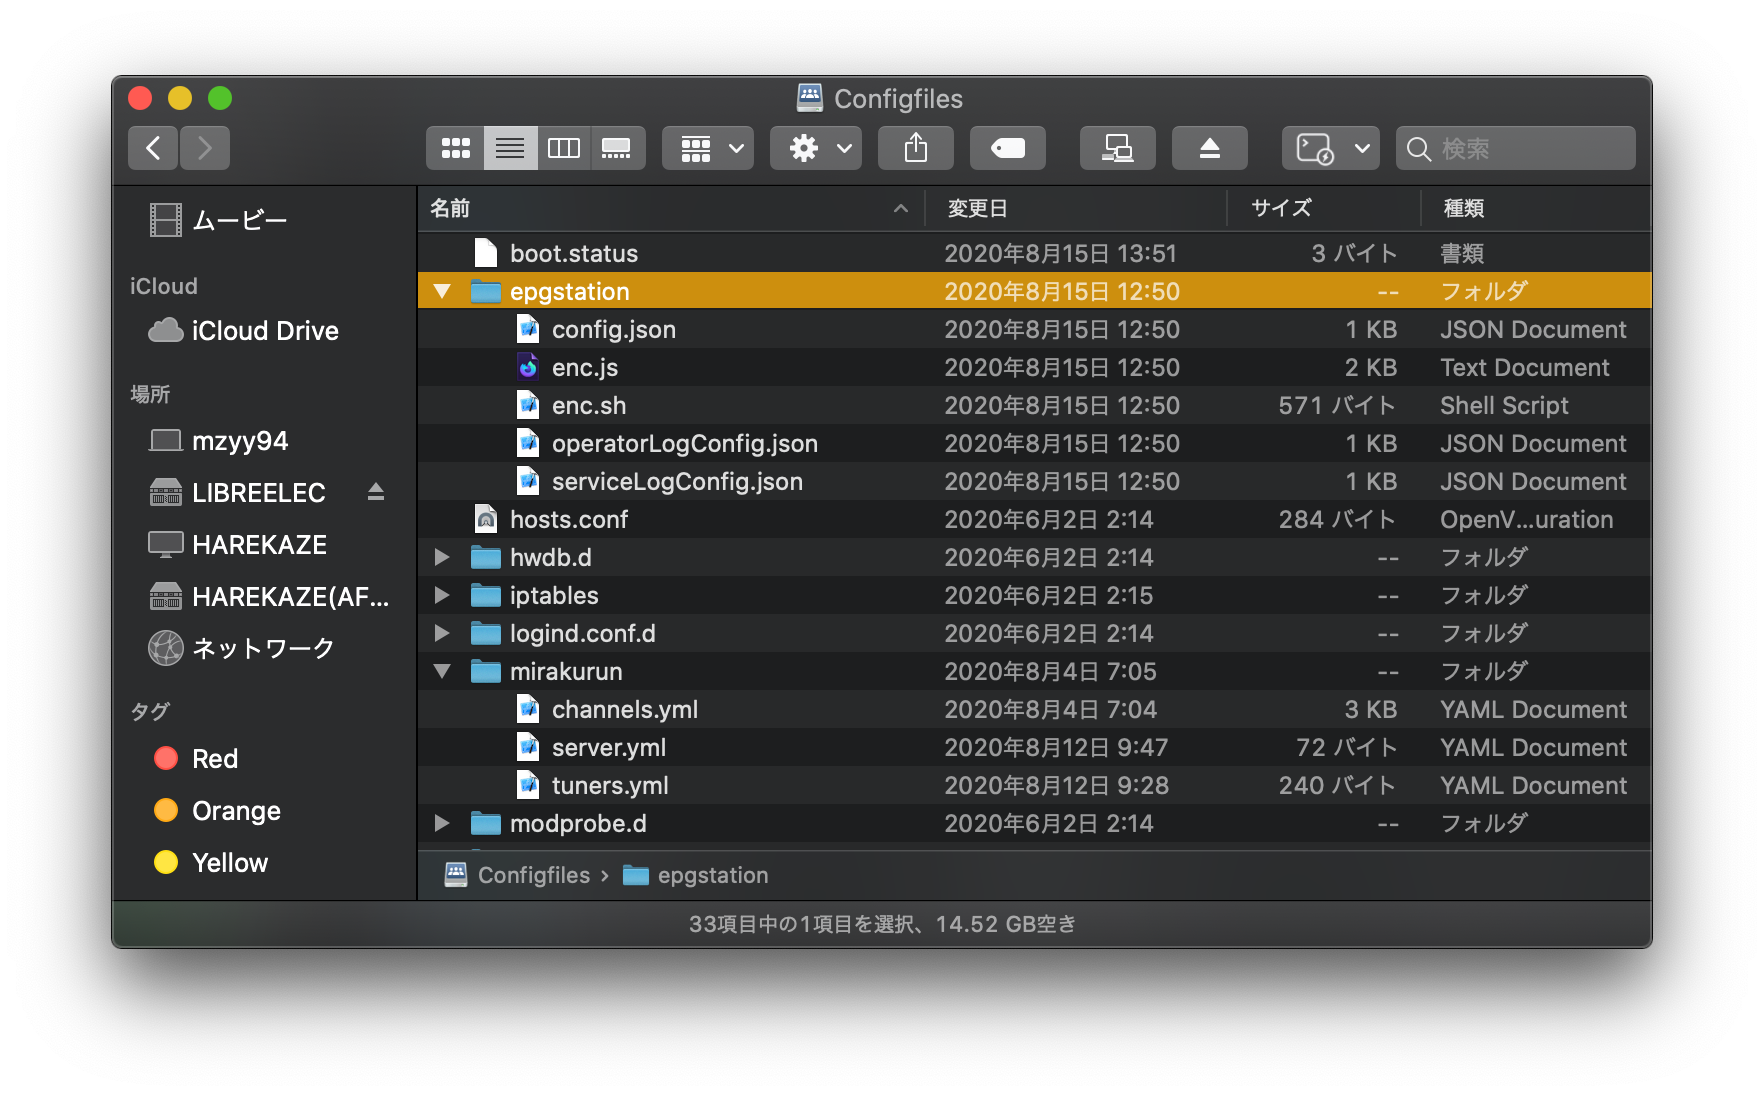 Configfiles
検索
ムービー
iCloud
iCloud Drive
場所
mzyy94
LIBREELEC
HAREKAZE
HAREKAZE(AF...
ネットワーク
タグ
Red
Orange
Yellow
名前 変更日 サイズ 種類
boot.status 2020年8月15日 13:51 3 バイト 書類
epgstation 2020年8月15日 12:50 -- フォルダ
config.json 2020年8月15日 12:50 1 KB JSON Document
enc.js 2020年8月15日 12:50 2 KB Text Document
enc.sh 2020年8月15日 12:50 571 バイト Shell Script
operatorLogConfig.json 2020年8月15日 12:50 1 KB JSON Document
serviceLogConfig.json 2020年8月15日 12:50 1 KB JSON Document
hosts.conf 2020年6月2日 2:14 284 バイト OpenV...uration
hwdb.d 2020年6月2日 2:14 -- フォルダ
iptables 2020年6月2日 2:15 -- フォルダ
logind.conf.d 2020年6月2日 2:14 -- フォルダ
mirakurun 2020年8月4日 7:05 -- フォルダ
channels.yml 2020年8月4日 7:04 3 KB YAML Document
server.yml 2020年8月12日 9:47 72 バイト YAML Document
tuners.yml 2020年8月12日 9:28 240 バイト YAML Document
modprobe.d 2020年6月2日 2:14 -- フォルダ
Configfiles › epgstation
33項目中の1項目を選択、14.52 GB空き